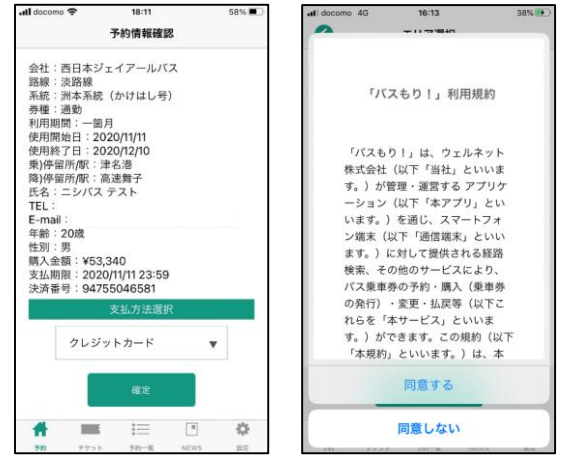 docomo 18:11 58%
予約情報確認
会社：西日本ジェイアールバス
路線：淡路線
系統：洲本系統（かけはし号）
券種：通勤
利用期間：一箇月
使用開始日：2020/11/11
使用終了日：2020/12/10
乗)停留所/駅：津名港
降)停留所/駅：高速舞子
氏名：ニシバス テスト
TEL：
E-mail：
年齢：20歳
性別：男
購入金額：¥53,340
支払期限：2020/11/11 23:59
決済番号：94755046581
支払方法選択
クレジットカード ▼
確定
予約 チケット 予約一覧 NEWS 設定
docomo 4G 16:13 38%
エリア選択
「バスもり！」利用規約
「バスもり！」は、ウェルネット
株式会社（以下「当社」といいま
す。）が管理・運営する アプリケ
ーション（以下「本アプリ」とい
います。）を通じ、スマートフォ
ン端末（以下「通信端末」といい
ます。）に対して提供される経路
検索、その他のサービスにより、
バス乗車券の予約・購入（乗車券
の発行）・変更・払戻等（以下こ
れらを「本サービス」といいま
す。）ができます。この規約（以下
「本規約」といいます。）は、本
同意する
同意しない